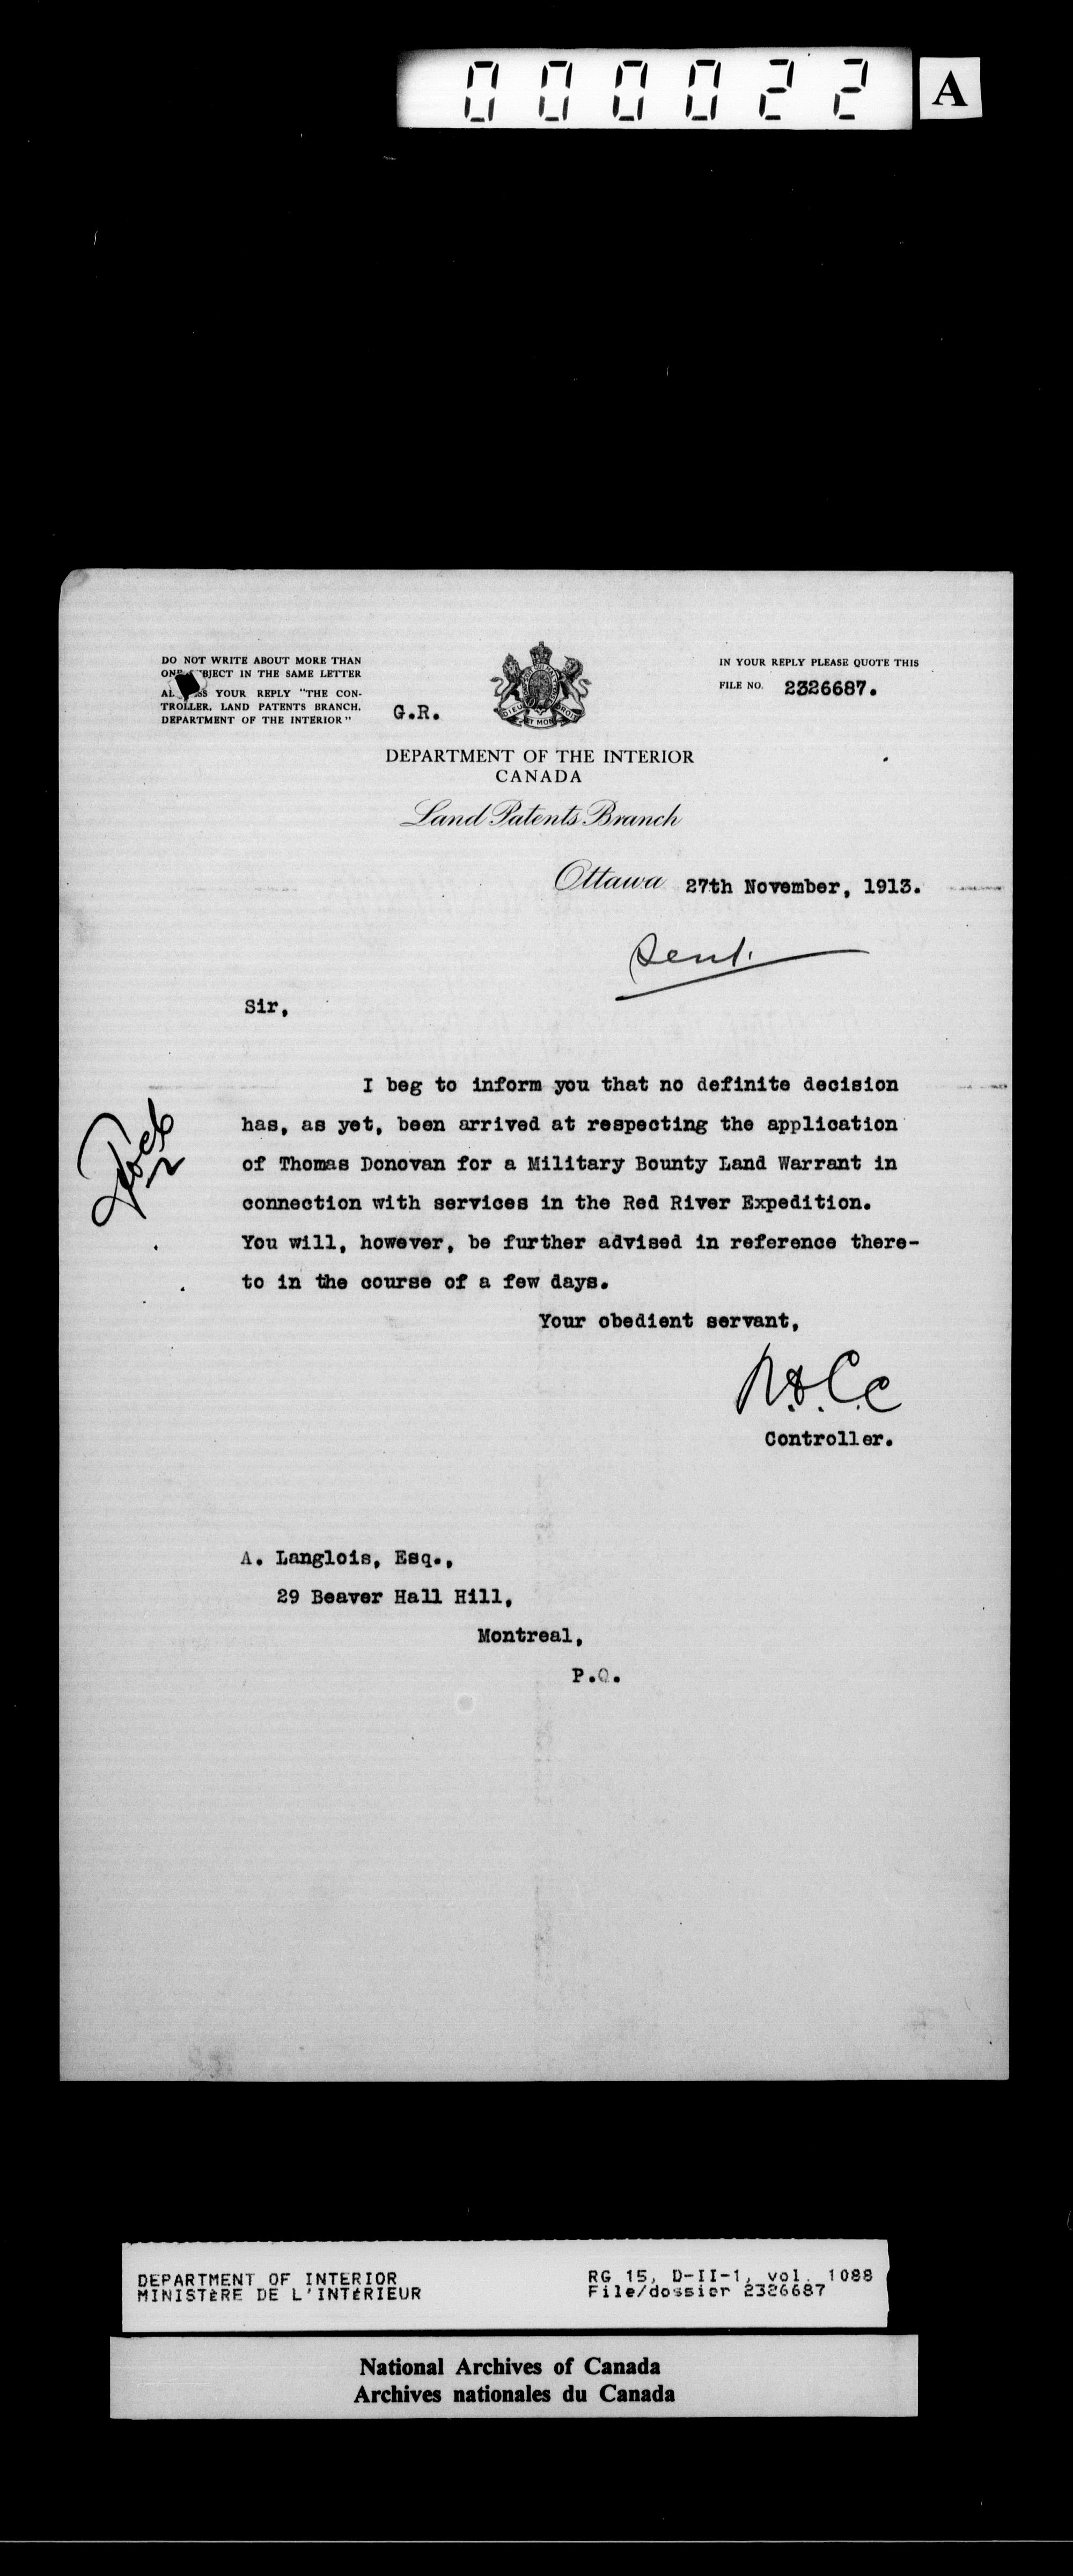 000022 A
DO NOT WRITE ABOUT MORE THAN
IN THE SAME LETTER
YOUR REPLY "THE CON-
TROLLER, LAND PATENTS BRANCH,
DEPARTMENT OF THE INTERIOR"
G.R.
DIEU ET MON DROIT
IN YOUR REPLY PLEASE QUOTE THIS
FILE NO. 2326687.
DEPARTMENT OF THE INTERIOR
CANADA
Land Patents Branch
Ottawa 27th November, 1913.
Sent.
Sir,
I beg to inform you that no definite decision
has, as yet, been arrived at respecting the application
of Thomas Donovan for a Military Bounty Land Warrant in
connection with services in the Red River Expedition.
You will, however, be further advised in reference there-
to in the course of a few days.
Your obedient servant,
Controller.
A. Langlois, Esq.,
29 Beaver Hall Hill,
Montreal,
P.Q.
DEPARTMENT OF INTERIOR
MINISTèRE DE L'INTéRIEUR
RG 15, D-II-1, vol. 1088
File/dossier 2326687
National Archives of Canada
Archives nationales du Canada